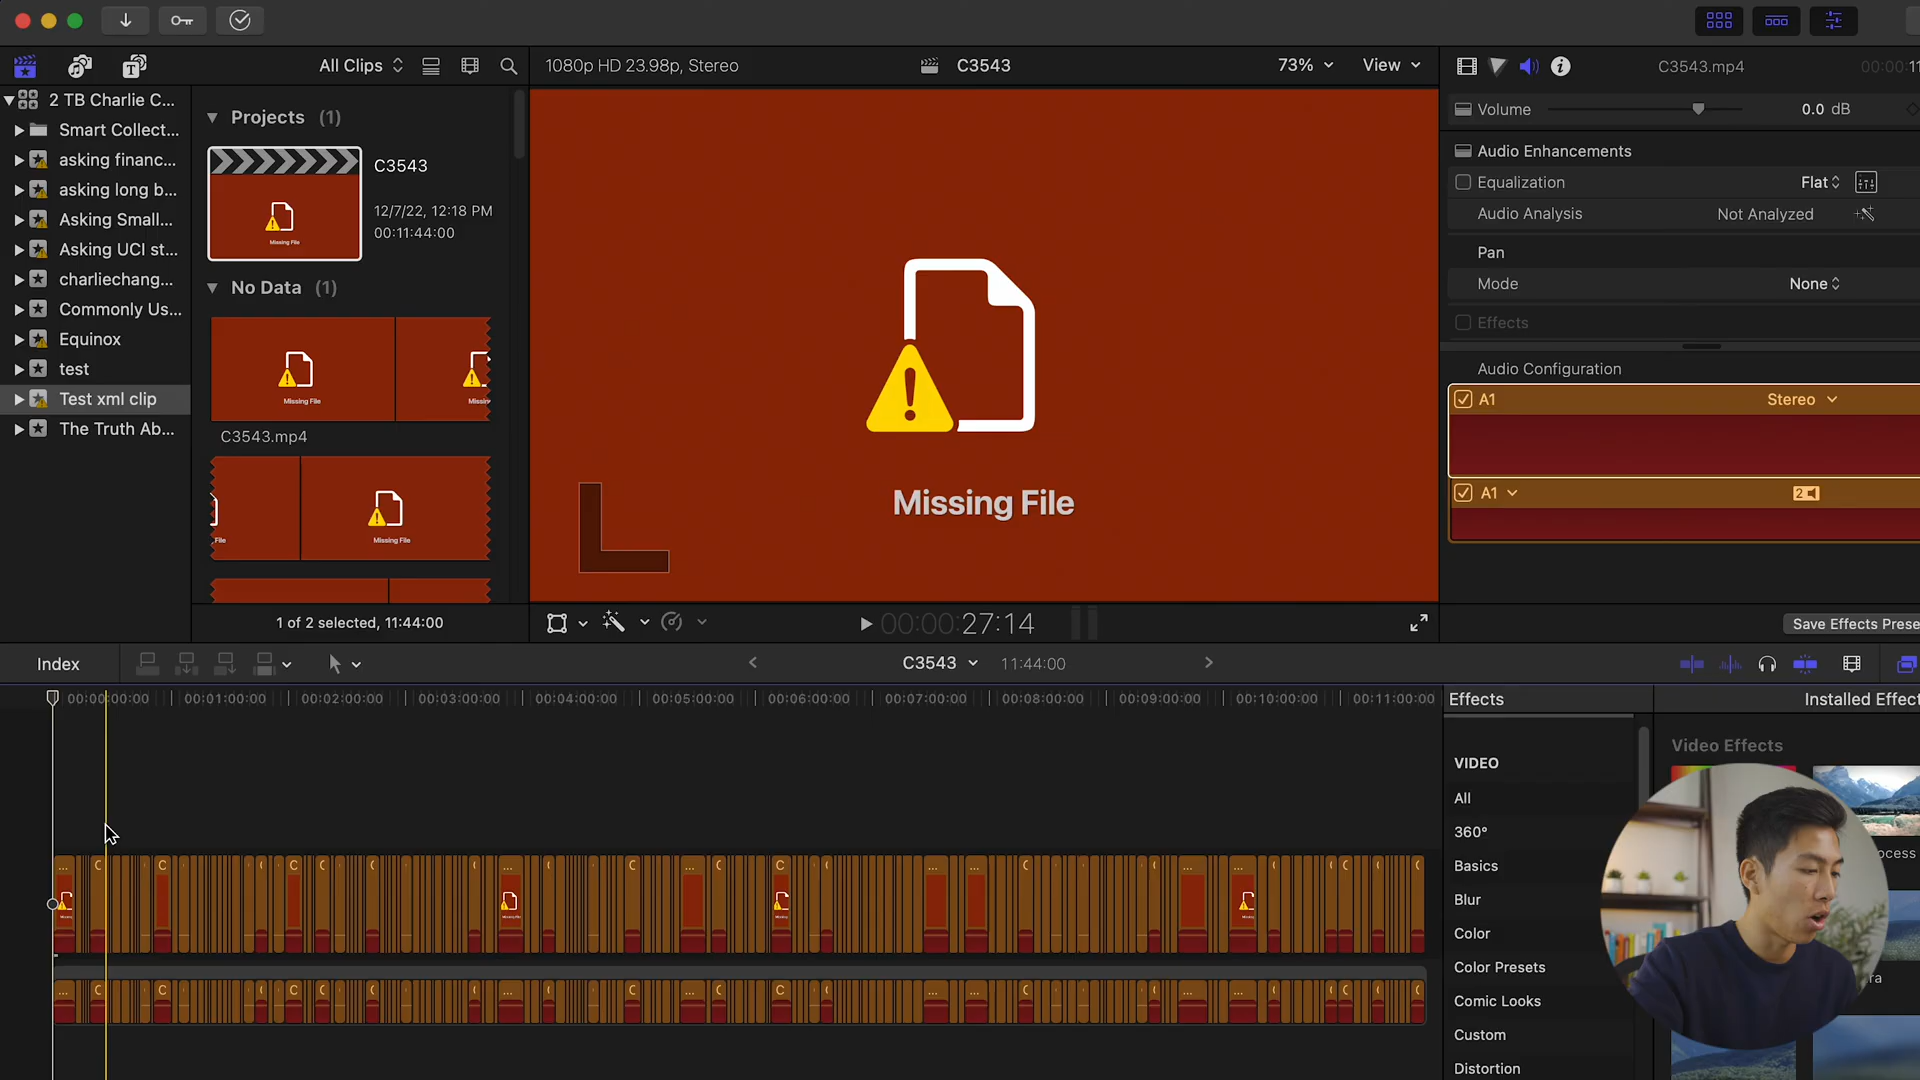 All Clips
1080p HD 23.98p, Stereo
C3543
73%
View
C3543.mp4
2 TB Charlie C...
Smart Collect...
asking financ...
asking long b...
Asking Small...
Asking UCI st...
charliechang...
Commonly Us...
Equinox
test
Test xml clip
The Truth Ab...
Projects (1)
C3543
12/7/22, 12:18 PM
00:11:44:00
Missing File
No Data (1)
Missing File
C3543.mp4
Missing File
1 of 2 selected, 11:44:00
Missing File
00:00:00:27:14
Volume
0.0 dB
Audio Enhancements
Equalization
Flat
Audio Analysis
Not Analyzed
Pan
Mode
None
Effects
Audio Configuration
A1
Stereo
A1
2
Save Effects Prese
Index
C3543
11:44:00
00:00:00:00
00:01:00:00
00:02:00:00
00:03:00:00
00:04:00:00
00:05:00:00
00:06:00:00
00:07:00:00
00:08:00:00
00:09:00:00
00:10:00:00
00:11:00:00
Effects
Installed Effect
VIDEO
All
360°
Basics
Blur
Color
Color Presets
Comic Looks
Custom
Distortion
Video Effects